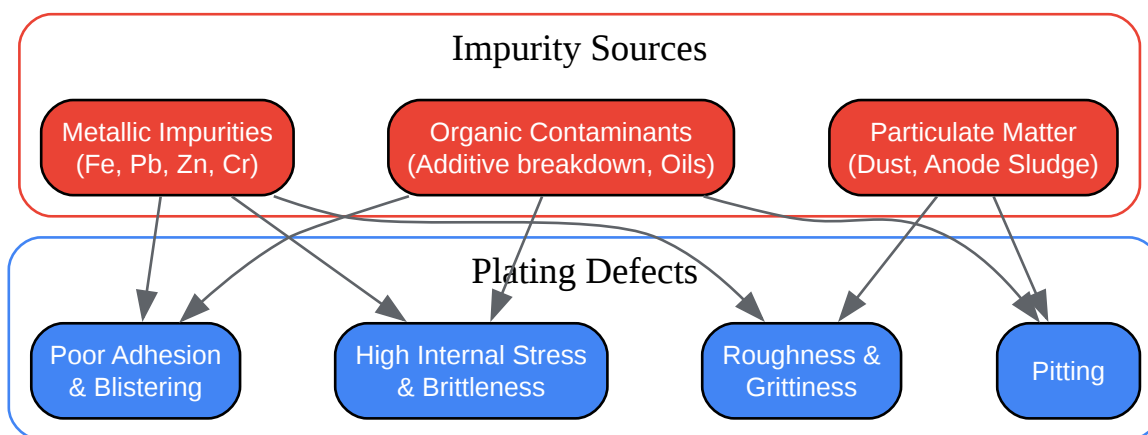 Impurity Sources
Metallic Impurities
(Fe, Pb, Zn, Cr)
Organic Contaminants
(Additive breakdown, Oils)
Particulate Matter
(Dust, Anode Sludge)
Plating Defects
Poor Adhesion
& Blistering
High Internal Stress
& Brittleness
Roughness &
Grittiness
Pitting